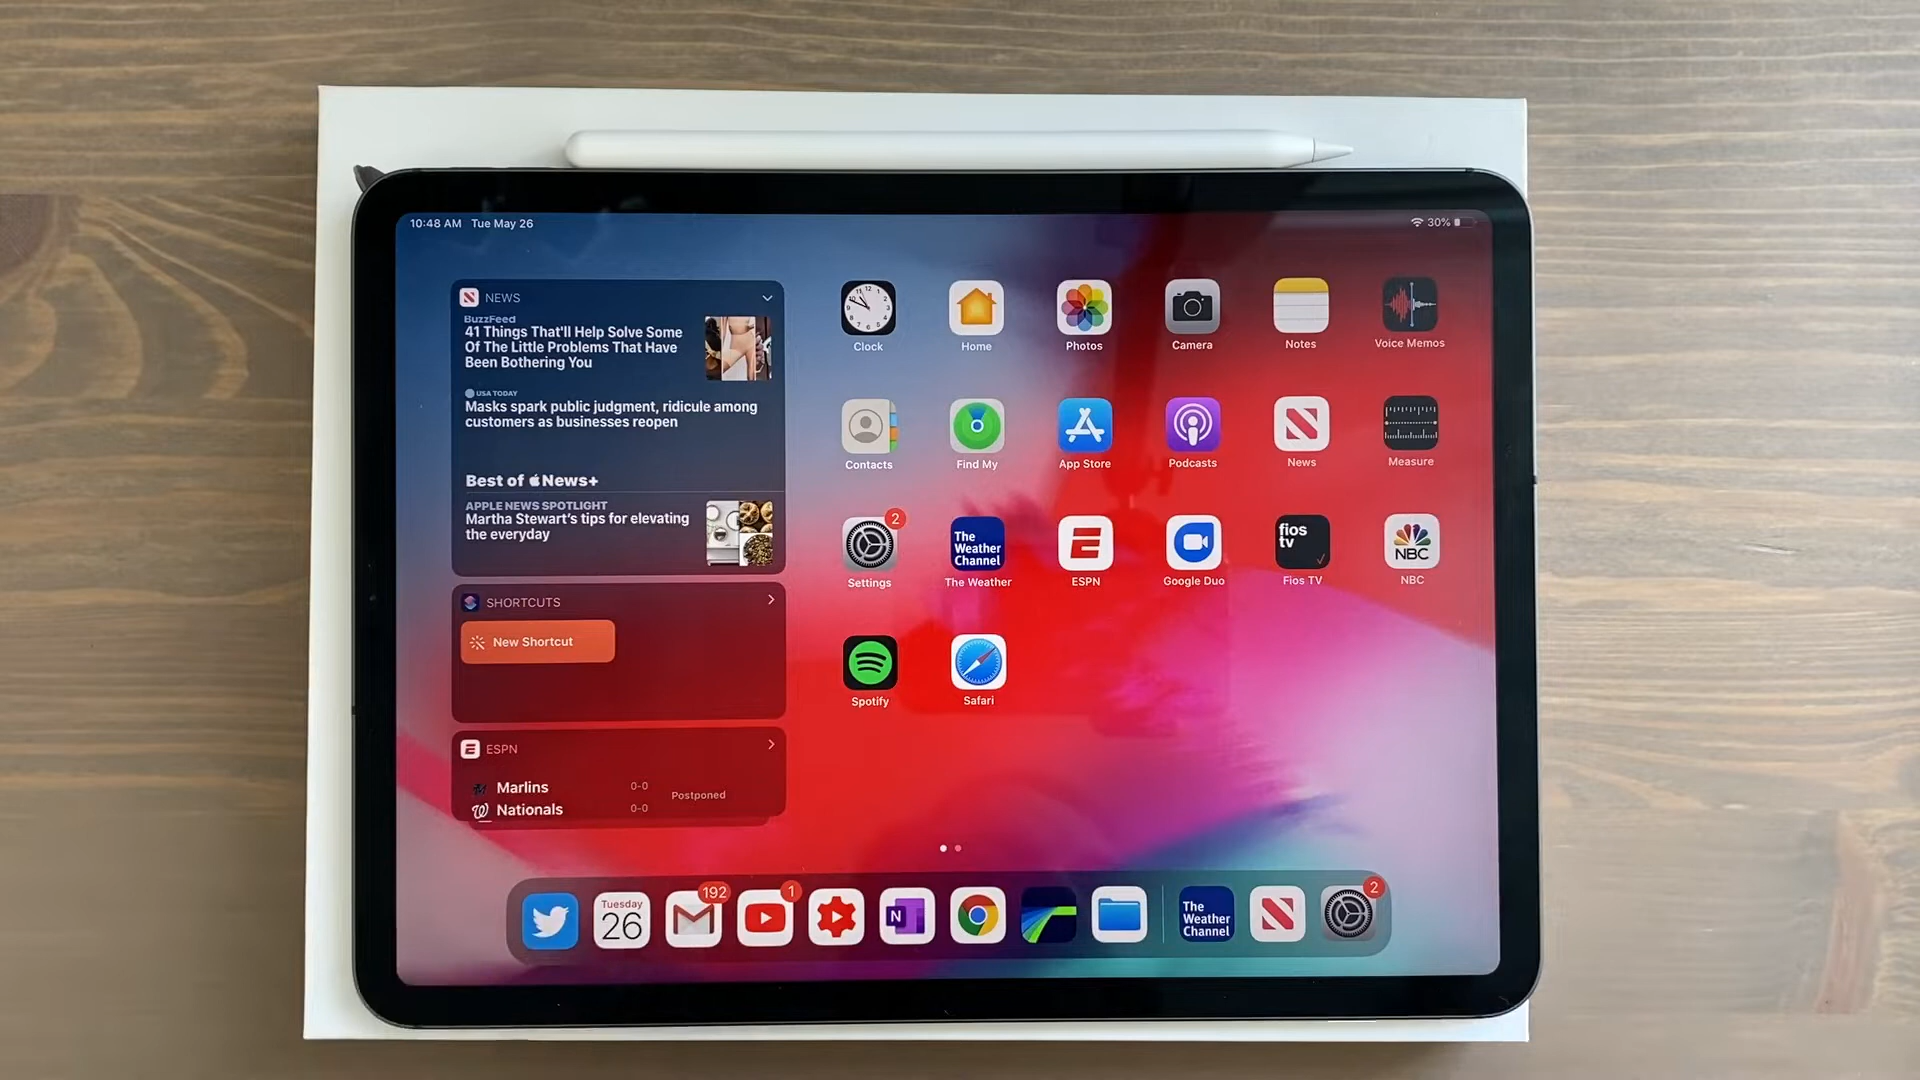 10:48 AM Tue May 26
30%
NEWS
BuzzFeed
41 Things That'll Help Solve Some
Of The Little Problems That Have
Been Bothering You
USA TODAY
Masks spark public judgment, ridicule among
customers as businesses reopen
Best of News+
APPLE NEWS SPOTLIGHT
Martha Stewart's tips for elevating
the everyday
SHORTCUTS
New Shortcut
ESPN
Marlins 0-0
Postponed
Nationals 0-0
Clock Home Photos Camera Notes Voice Memos
Contacts Find My App Store Podcasts News Measure
2
The
Weather
Channel
fios
tv
NBC
Settings The Weather ESPN Google Duo Fios TV NBC
Spotify Safari
Tuesday
26
192
1
N
The
Weather
Channel
2